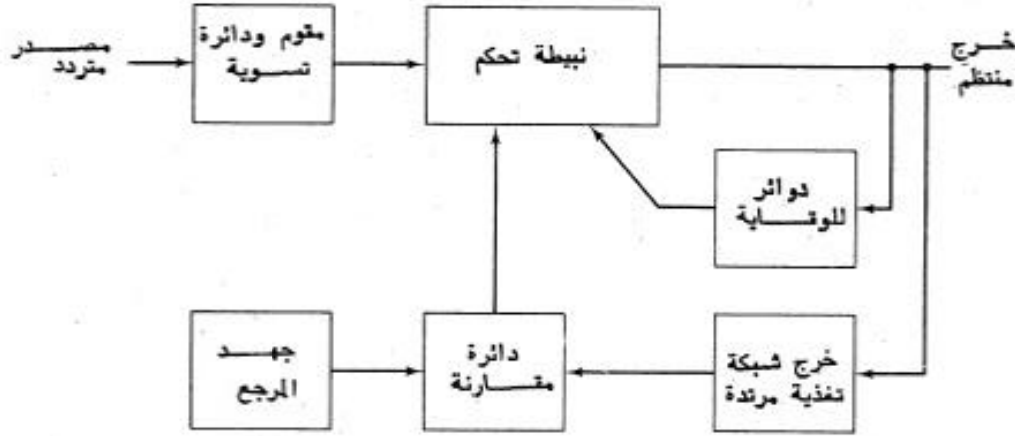 مصدر
متردد
مقوم ودائرة
تسوية
نبيطة تحكم
خرج
منتظم
دوائر
للوقاية
جهد
المرجع
دائرة
مقارنة
خرج شبكة
تغذية مرتدة